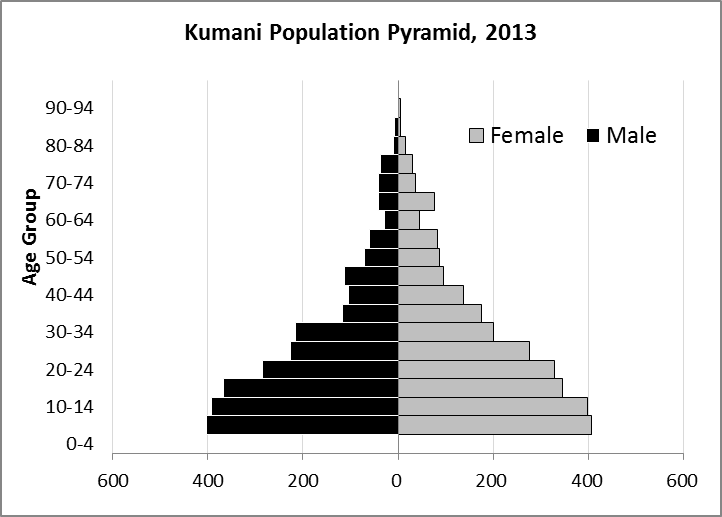 Kumani Population Pyramid, 2013
Age Group
90-94
80-84
70-74
60-64
50-54
40-44
30-34
20-24
10-14
0-4
Female Male
600 400 200 0 200 400 600